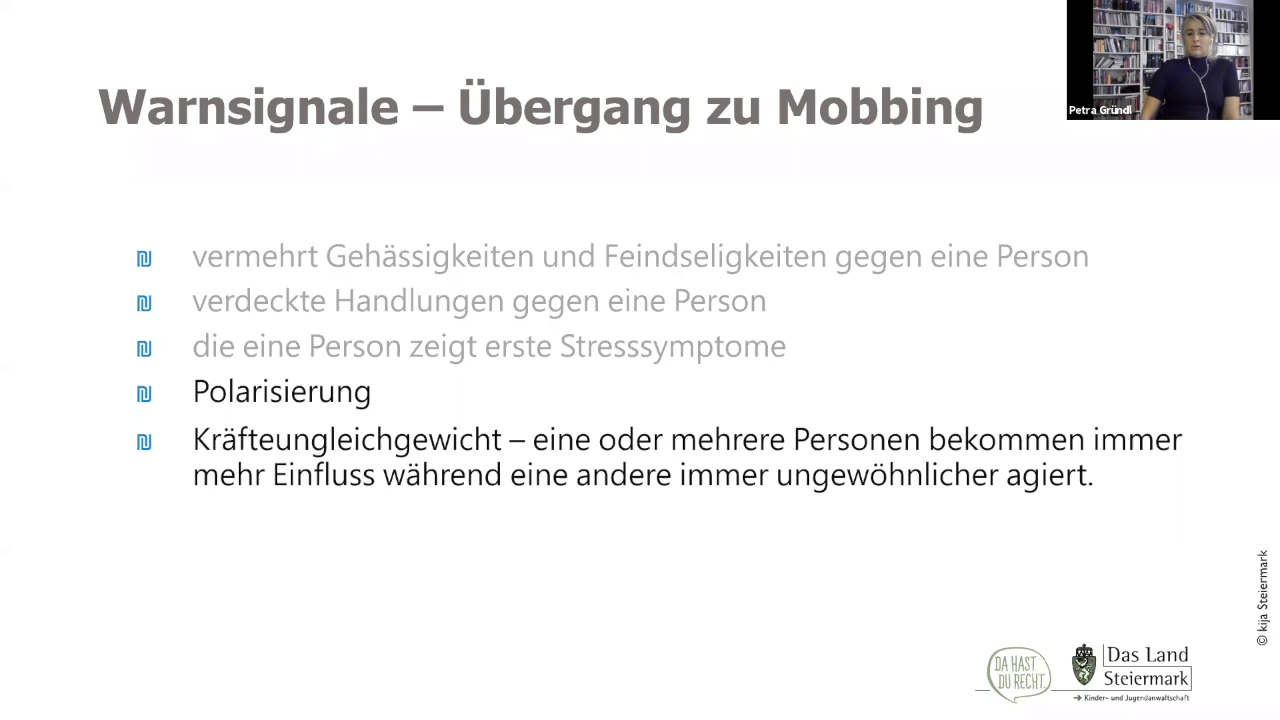 Warnsignale – Übergang zu Mobbing
Petra Gründl
₪ vermehrt Gehässigkeiten und Feindseligkeiten gegen eine Person
₪ verdeckte Handlungen gegen eine Person
₪ die eine Person zeigt erste Stresssymptome
₪ Polarisierung
₪ Kräfteungleichgewicht – eine oder mehrere Personen bekommen immer
mehr Einfluss während eine andere immer ungewöhnlicher agiert.
© kija Steiermark
DA HAST
DU RECHT.
Das Land
Steiermark
→ Kinder- und Jugendanwaltschaft